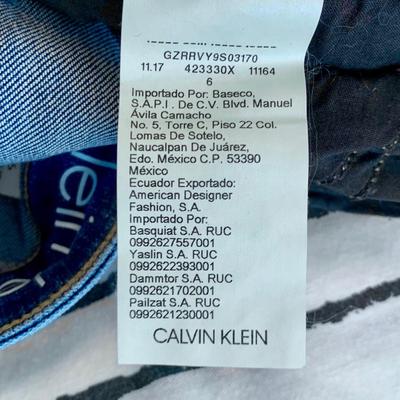 GZRRVY9S03170
11.17 423330X 11164
6
Importado Por: Baseco,
S.A.P.I . De C.V. Blvd. Manuel
Ávila Camacho
No. 5, Torre C, Piso 22 Col.
Lomas De Sotelo,
Naucalpan De Juárez,
Edo. México C.P. 53390
México
Ecuador Exportado:
American Designer
Fashion, S.A.
Importado Por:
Basquiat S.A. RUC
0992627557001
Yaslin S.A. RUC
0992622393001
Dammtor S.A. RUC
0992621702001
Pailzat S.A. RUC
0992621230001
CALVIN KLEIN